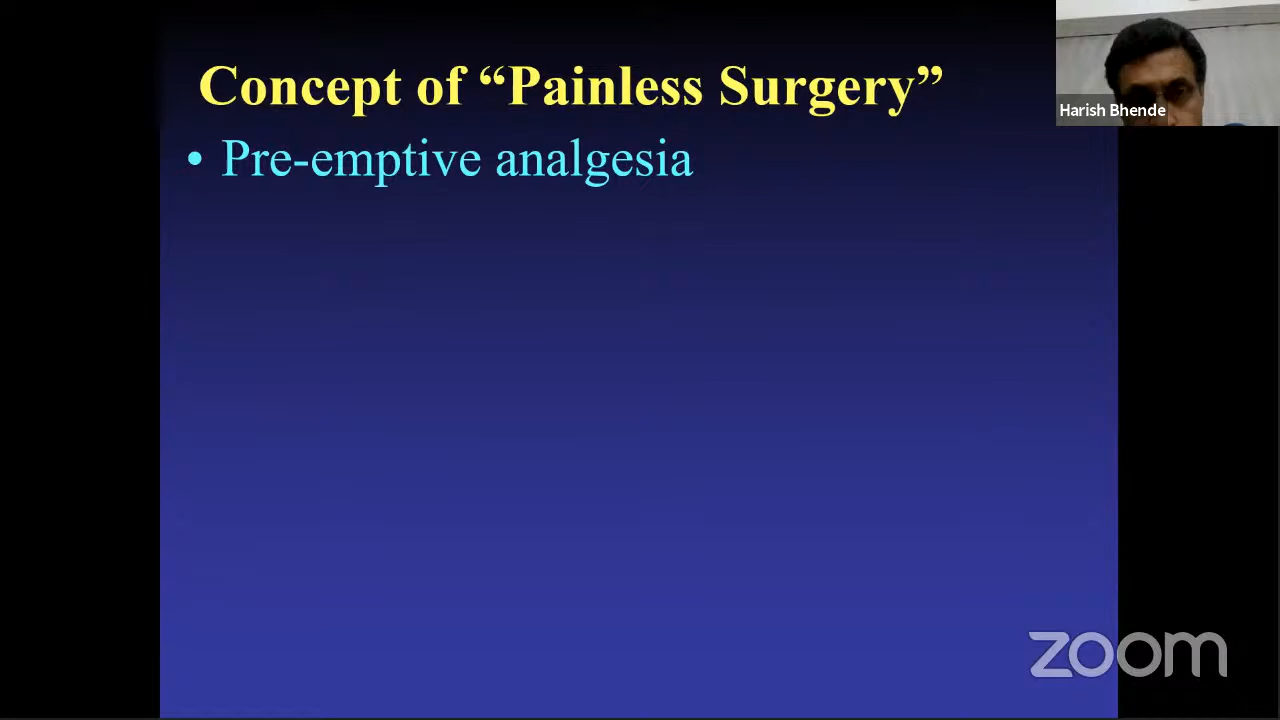 Concept of “Painless Surgery”
• Pre-emptive analgesia
Harish Bhende
zoom